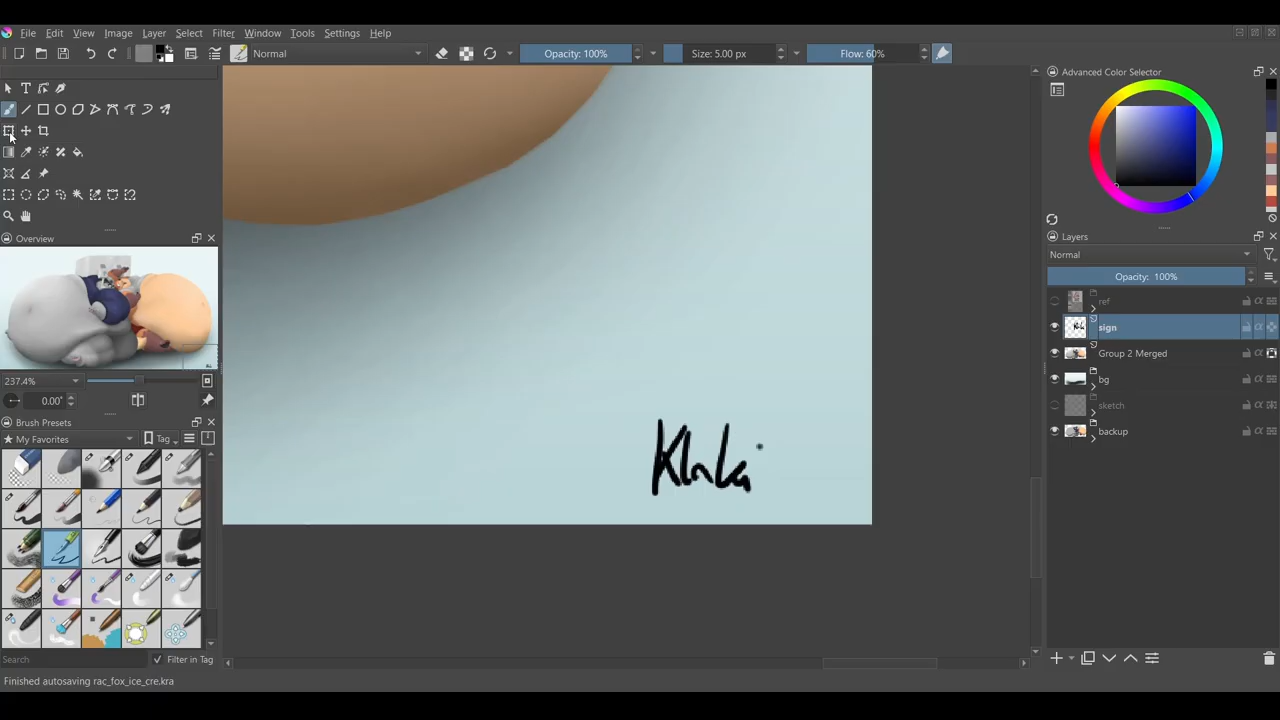 File Edit View Image Layer Select Filter Window Tools Settings Help
Normal Opacity: 100% Size: 5.00 px Flow: 60%
Overview
237.4%
0.00°
Brush Presets
My Favorites Tag
Search Filter in Tag
Finished autosaving rac_fox_ice_cre.kra
Advanced Color Selector
Layers
Normal
Opacity: 100%
ref
sign
Group 2 Merged
bg
sketch
backup